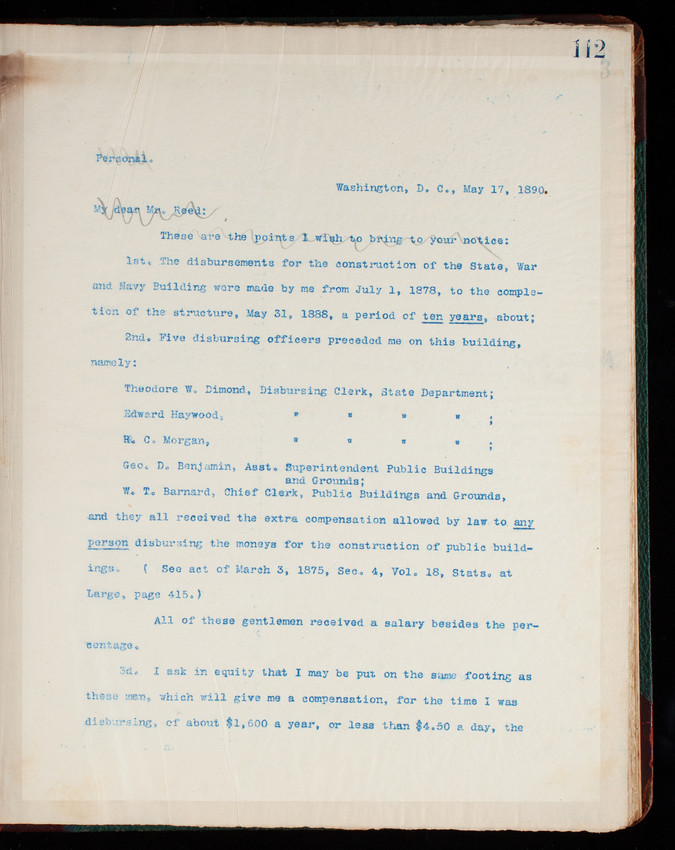 112
3
Personal.
Washington, D. C., May 17, 1890.
My dear Mr. Reed:
These are the points I wish to bring to your notice:
1st. The disbursements for the construction of the State, War
and Navy Building were made by me from July 1, 1878, to the comple-
tion of the structure, May 31, 1888, a period of ten years, about;
2nd. Five disbursing officers preceded me on this building,
namely:
Theodore W. Dimond, Disbursing Clerk, State Department;
Edward Haywood, " " " " ;
R. C. Morgan, " " " " ;
Geo. D. Benjamin, Asst. Superintendent Public Buildings
and Grounds;
W. T. Barnard, Chief Clerk, Public Buildings and Grounds,
and they all received the extra compensation allowed by law to any
person disbursing the moneys for the construction of public build-
ings. ( See act of March 3, 1875, Sec. 4, Vol. 18, Stats. at
Large, page 415.)
All of these gentlemen received a salary besides the per-
centage.
3d. I ask in equity that I may be put on the same footing as
these men, which will give me a compensation, for the time I was
disbursing, of about $1,600 a year, or less than $4.50 a day, the